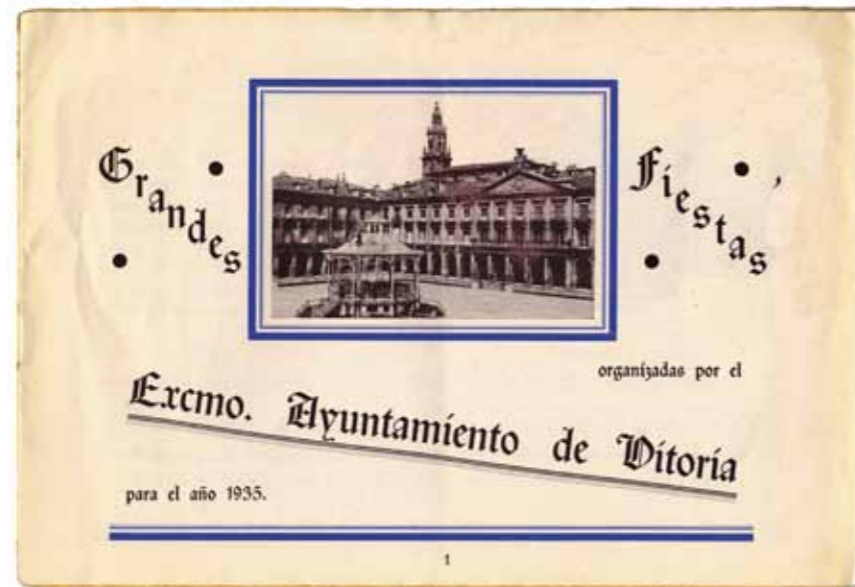 Grandes Fiestas
organizadas por el
Excmo. Ayuntamiento de Vitoria
para el año 1935.
1